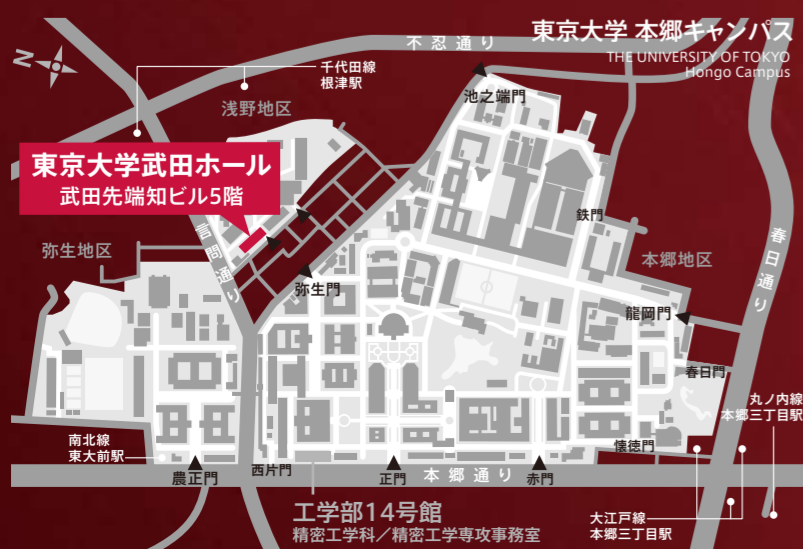 東京大学 本郷キャンパス
THE UNIVERSITY OF TOKYO
Hongo Campus
N
不忍通り
千代田線
根津駅
浅野地区
池之端門
東京大学武田ホール
武田先端知ビル5階
言問通り
弥生地区
弥生門
鉄門
本郷地区
春日通り
龍岡門
春日門
丸ノ内線
本郷三丁目駅
南北線
東大前駅
農正門
西片門
正門
本郷通り
赤門
懐徳門
工学部14号館
精密工学科／精密工学専攻事務室
大江戸線
本郷三丁目駅